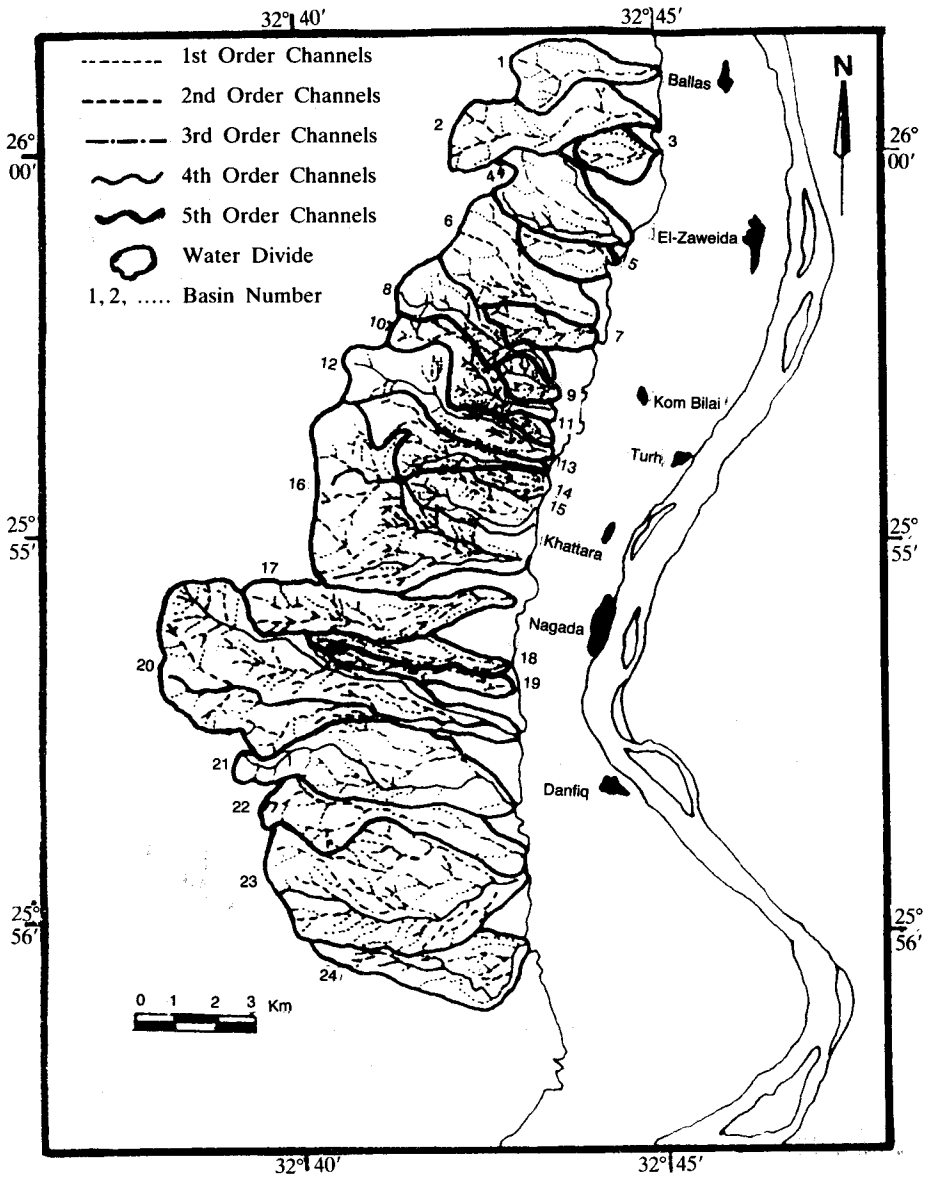 32° 40′ 32° 45′
1st Order Channels
2nd Order Channels
3rd Order Channels
4th Order Channels
5th Order Channels
Water Divide
1, 2, ..... Basin Number
N
26°
00′
26°
00′
25°
55′
25°
55′
25°
56′
25°
56′
1
2
3
4
5
6
7
8
9
10
11
12
13
14
15
16
17
18
19
20
21
22
23
24
Ballas
El-Zaweida
Kom Bilai
Turh
Khattara
Nagada
Danfiq
0 1 2 3 Km
32° 40′ 32° 45′